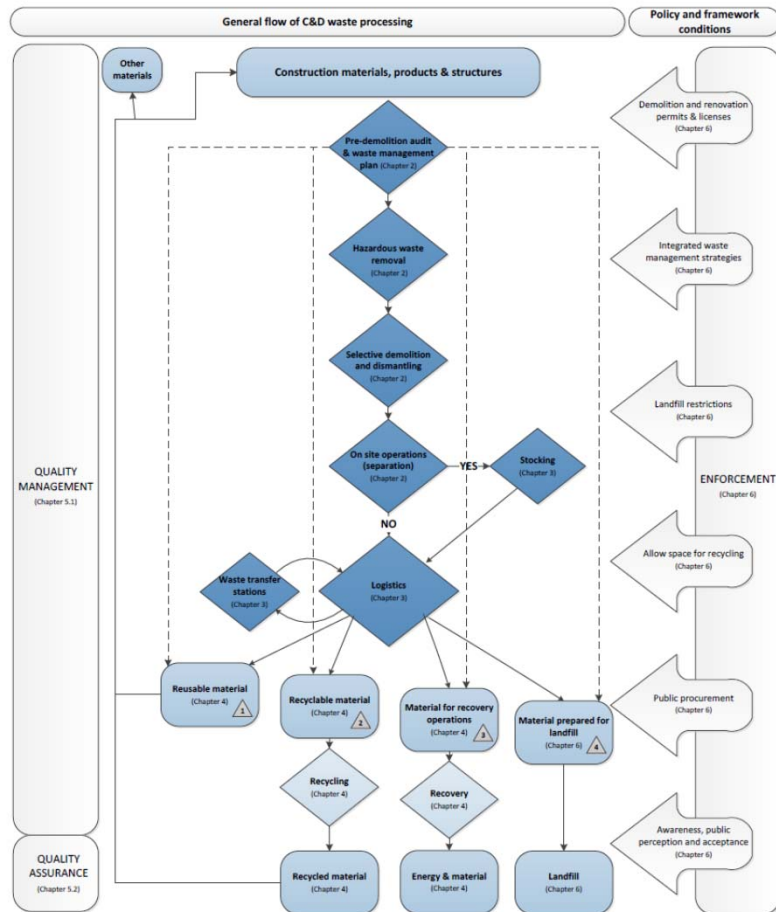 General flow of C&D waste processing
Policy and framework
conditions
Other
materials
Construction materials, products & structures
Demolition and renovation
permits & licenses
(Chapter 6)
Pre-demolition audit
& waste management
plan (Chapter 2)
Hazardous waste
removal
(Chapter 2)
Integrated waste
management strategies
(Chapter 6)
Selective demolition
and dismantling
(Chapter 2)
Landfill restrictions
(Chapter 6)
On site operations
(separation)
(Chapter 2)
YES
Stocking
(Chapter 3)
QUALITY
MANAGEMENT
(Chapter 5.1)
ENFORCEMENT
(Chapter 6)
NO
Waste transfer
stations
(Chapter 3)
Logistics
(Chapter 3)
Allow space for recycling
(Chapter 6)
Reusable material
(Chapter 4)
1
Recyclable material
(Chapter 4)
2
Material for recovery
operations
(Chapter 4)
3
Material prepared for
landfill
(Chapter 6)
4
Public procurement
(Chapter 6)
Recycling
(Chapter 4)
Recovery
(Chapter 4)
Awareness, public
perception and acceptance
(Chapter 6)
QUALITY
ASSURANCE
(Chapter 5.2)
Recycled material
(Chapter 4)
Energy & material
(Chapter 4)
Landfill
(Chapter 6)